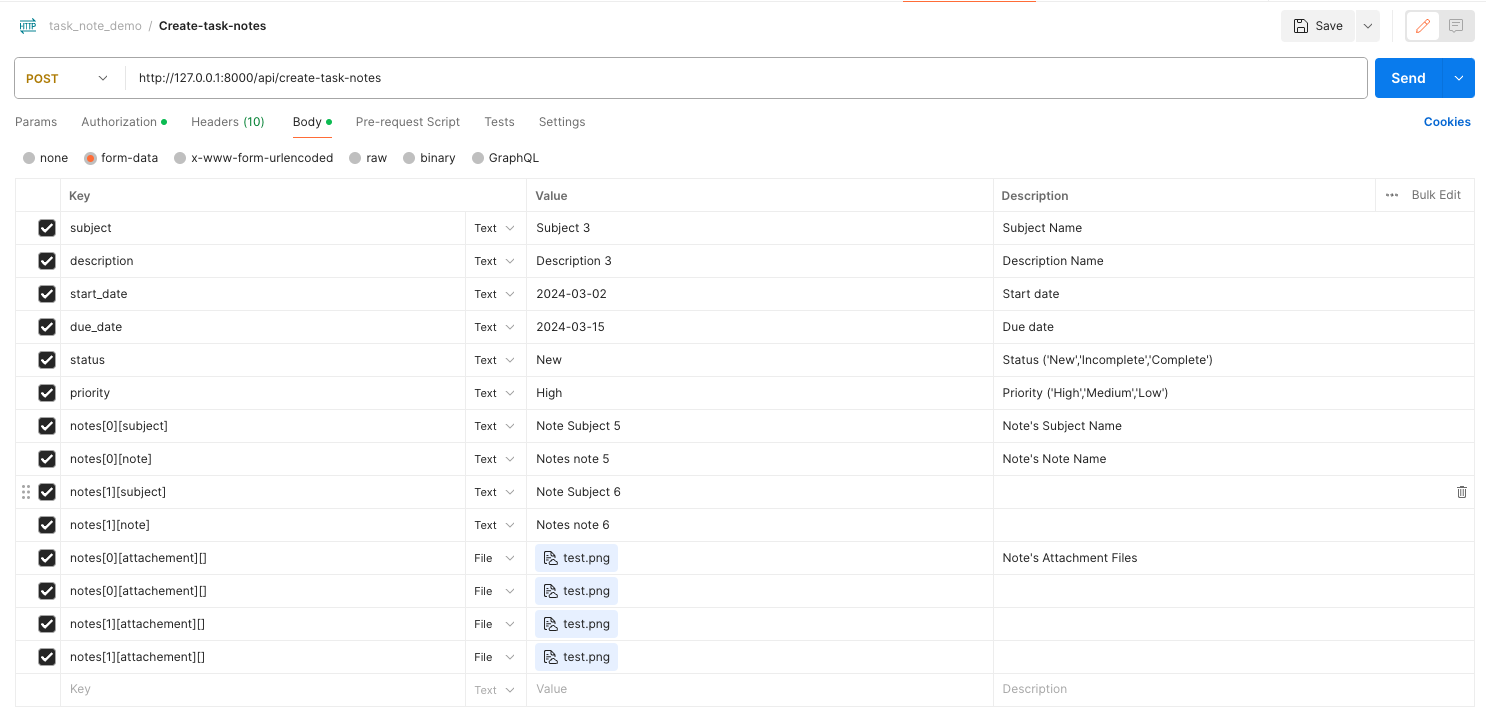 HTTP task_note_demo / Create-task-notes Save
POST http://127.0.0.1:8000/api/create-task-notes Send
Params Authorization Headers (10) Body Pre-request Script Tests Settings Cookies
none form-data x-www-form-urlencoded raw binary GraphQL
Key Value Description ... Bulk Edit
subject Text Subject 3 Subject Name
description Text Description 3 Description Name
start_date Text 2024-03-02 Start date
due_date Text 2024-03-15 Due date
status Text New Status ('New','Incomplete','Complete')
priority Text High Priority ('High','Medium','Low')
notes[0][subject] Text Note Subject 5 Note's Subject Name
notes[0][note] Text Notes note 5 Note's Note Name
notes[1][subject] Text Note Subject 6
notes[1][note] Text Notes note 6
notes[0][attachement][] File test.png Note's Attachment Files
notes[0][attachement][] File test.png
notes[1][attachement][] File test.png
notes[1][attachement][] File test.png
Key Text Value Description